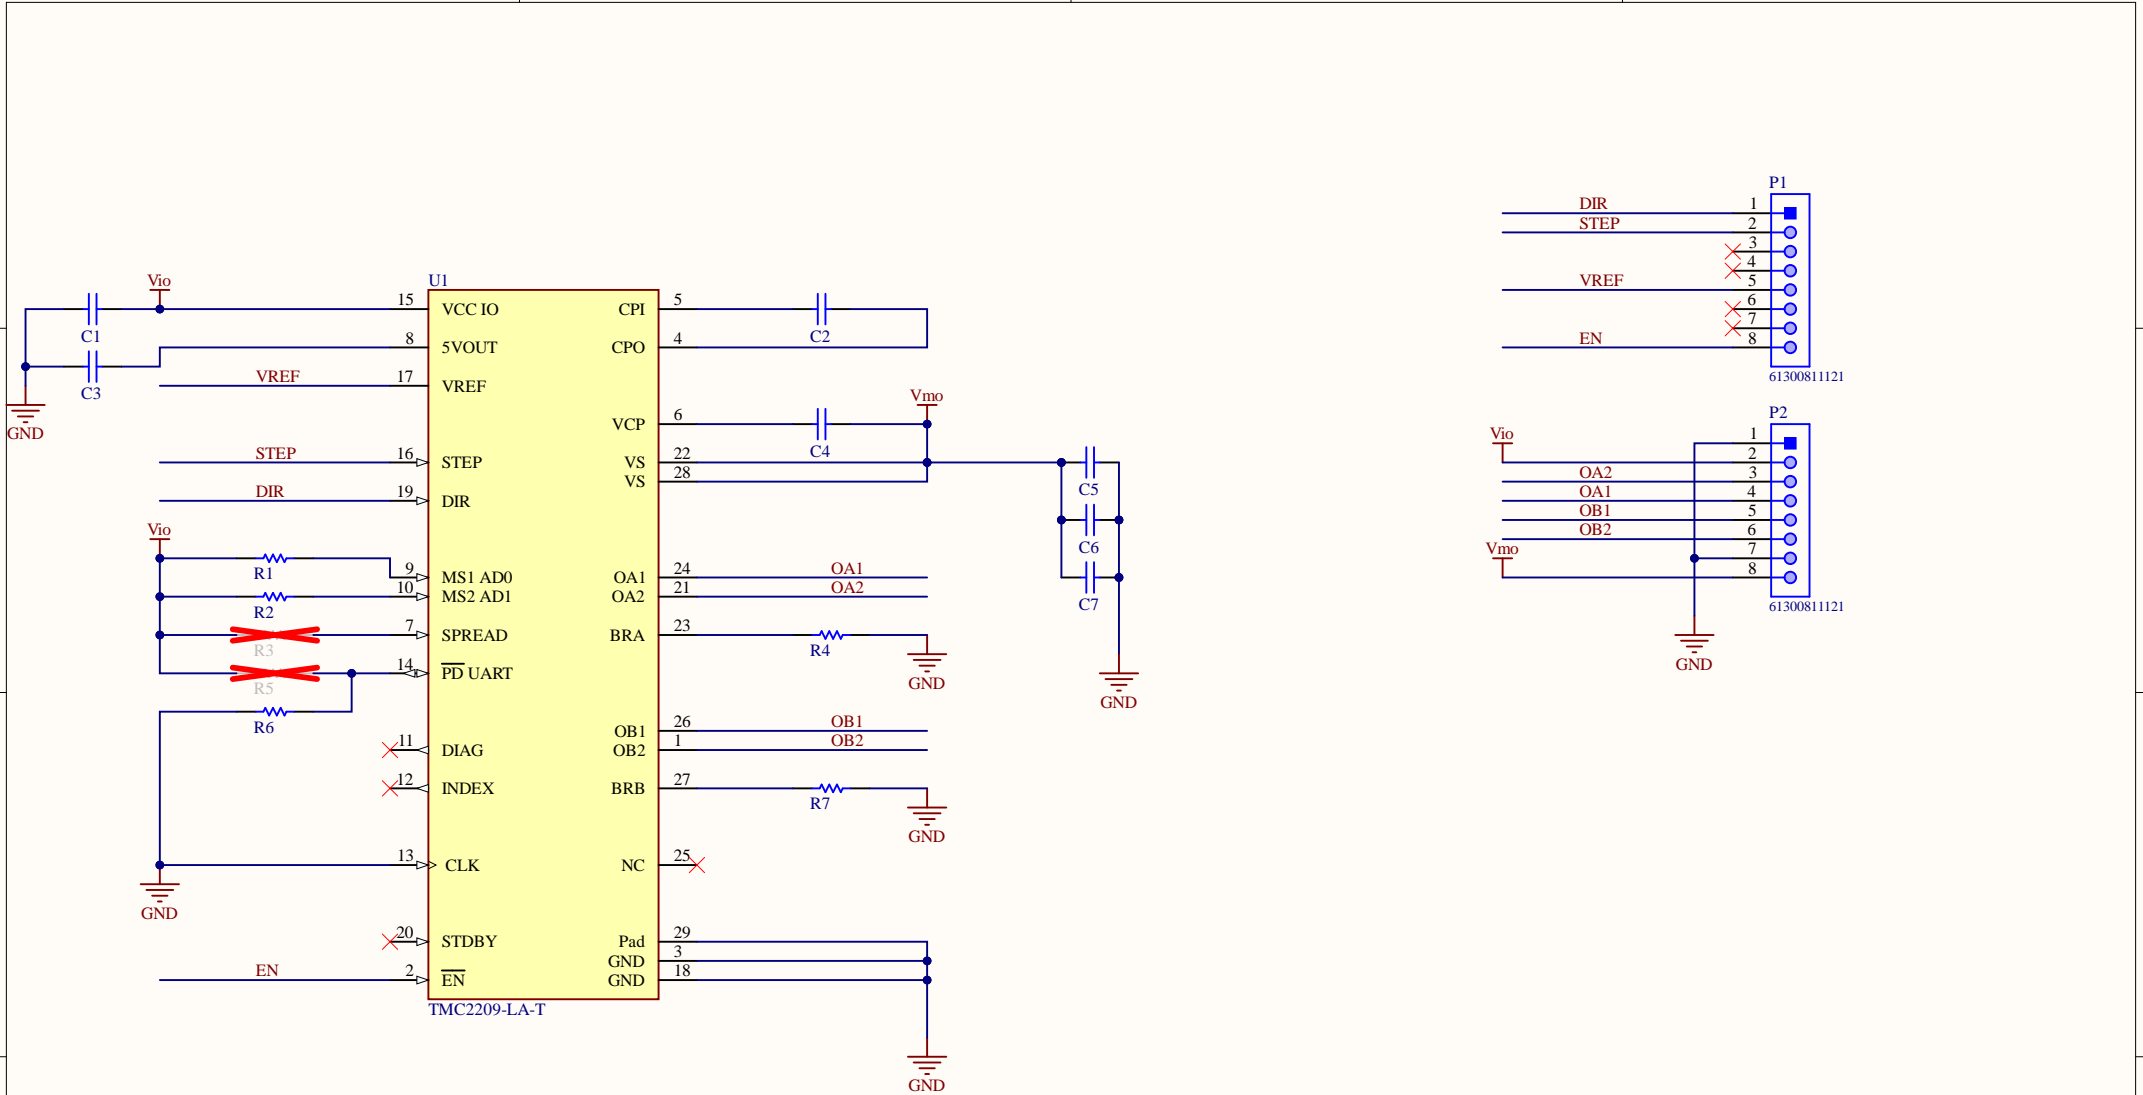 U1
Vio
C1
C3
GND
15 VCC IO
8 5VOUT
VREF 17 VREF
STEP 16 STEP
DIR 19 DIR
Vio
R1 9 MS1 AD0
R2 10 MS2 AD1
R3 7 SPREAD
R5 14 PD UART
R6
11 DIAG
12 INDEX
13 CLK
GND
20 STDBY
EN 2 EN
TMC2209-LA-T
CPI 5
C2
CPO 4
Vmo
VCP 6
C4
VS 22
VS 28
C5
C6
C7
GND
OA1 24 OA1
OA2 21 OA2
BRA 23
R4
GND
OB1 26 OB1
OB2 1 OB2
BRB 27
R7
GND
NC 25
Pad 29
GND 3
GND 18
GND
P1
DIR 1
STEP 2
3
4
VREF 5
6
7
EN 8
61300811121
P2
1
Vio 2
OA2 3
OA1 4
OB1 5
OB2 6
7
Vmo 8
61300811121
GND